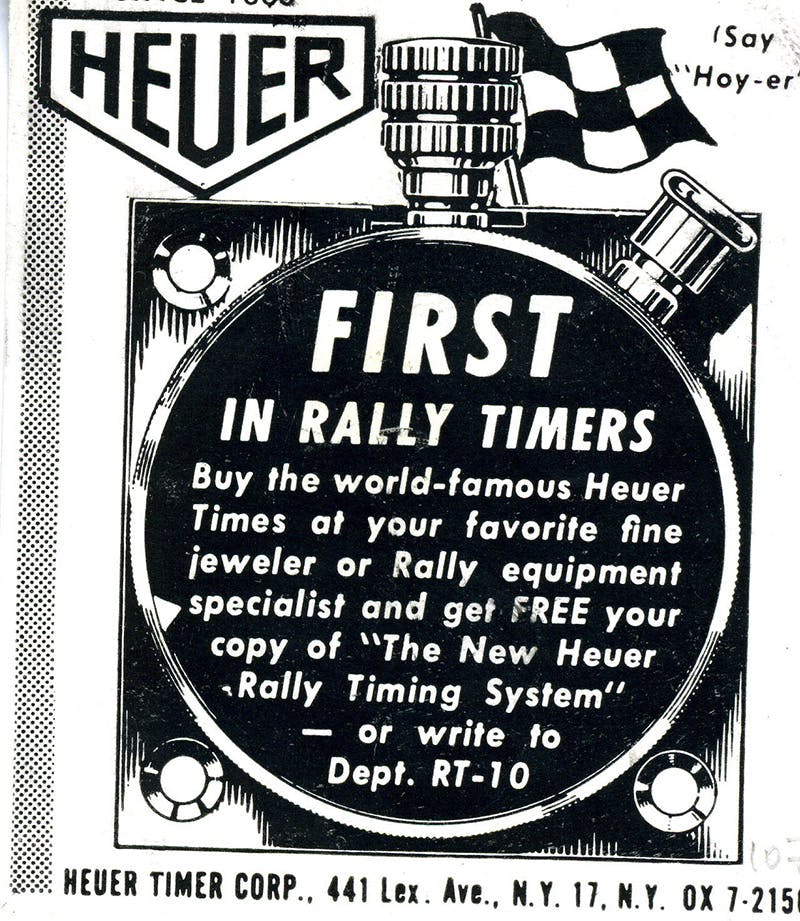 HEUER
(Say
"Hoy-er"
FIRST
IN RALLY TIMERS
Buy the world-famous Heuer
Times at your favorite fine
jeweler or Rally equipment
specialist and get FREE your
copy of "The New Heuer
Rally Timing System"
— or write to
Dept. RT-10
HEUER TIMER CORP., 441 Lex. Ave., N.Y. 17, N.Y. OX 7-2150